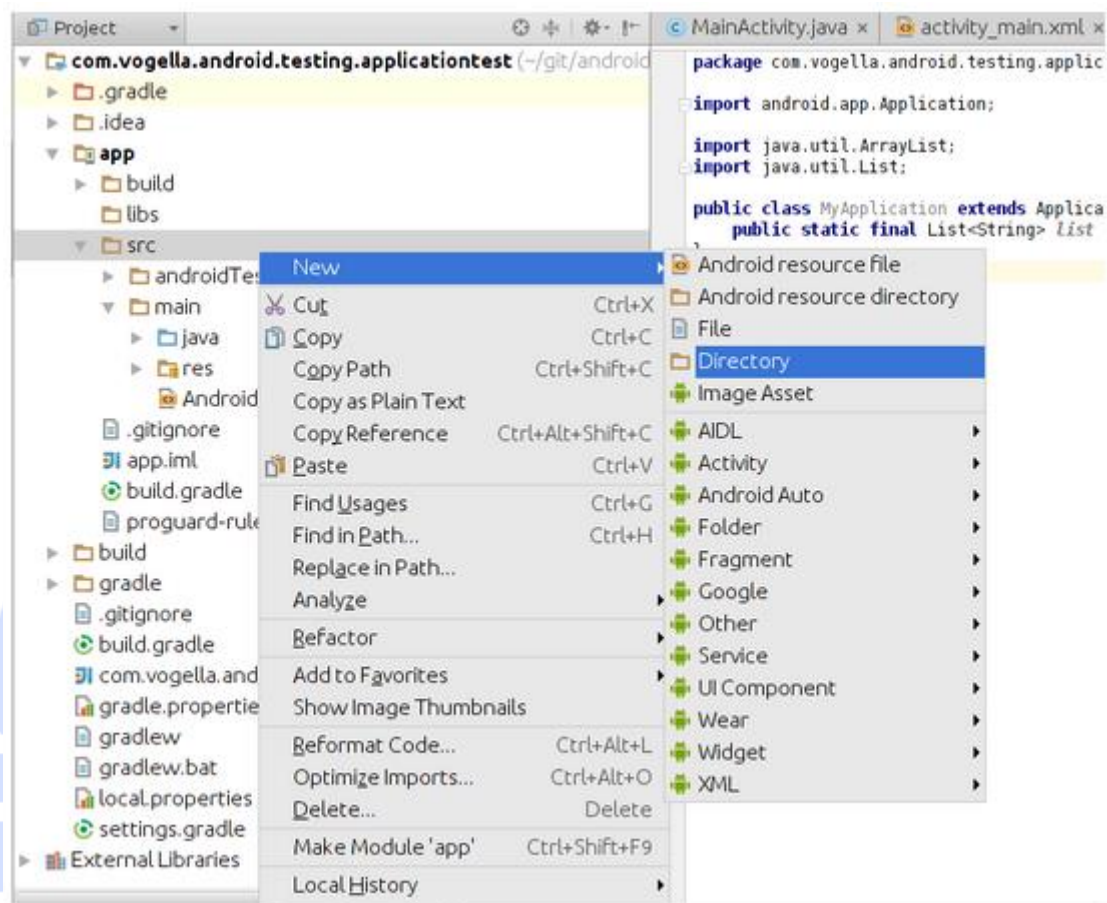 Project
MainActivity.java ×
activity_main.xml ×
com.vogella.android.testing.applicationtest (~/git/android
.gradle
.idea
app
build
libs
src
androidTes
main
java
res
Android
.gitignore
app.iml
build.gradle
proguard-rule
build
gradle
.gitignore
build.gradle
com.vogella.and
gradle.propertie
gradlew
gradlew.bat
local.properties
settings.gradle
External Libraries
package com.vogella.android.testing.applic
import android.app.Application;
import java.util.ArrayList;
import java.util.List;
public class MyApplication extends Applica
public static final List<String> list
}
New
Cut Ctrl+X
Copy Ctrl+C
Copy Path Ctrl+Shift+C
Copy as Plain Text
Copy Reference Ctrl+Alt+Shift+C
Paste Ctrl+V
Find Usages Ctrl+G
Find in Path... Ctrl+H
Replace in Path...
Analyze
Refactor
Add to Favorites
Show Image Thumbnails
Reformat Code... Ctrl+Alt+L
Optimize Imports... Ctrl+Alt+O
Delete... Delete
Make Module 'app' Ctrl+Shift+F9
Local History
Android resource file
Android resource directory
File
Directory
Image Asset
AIDL
Activity
Android Auto
Folder
Fragment
Google
Other
Service
UI Component
Wear
Widget
XML